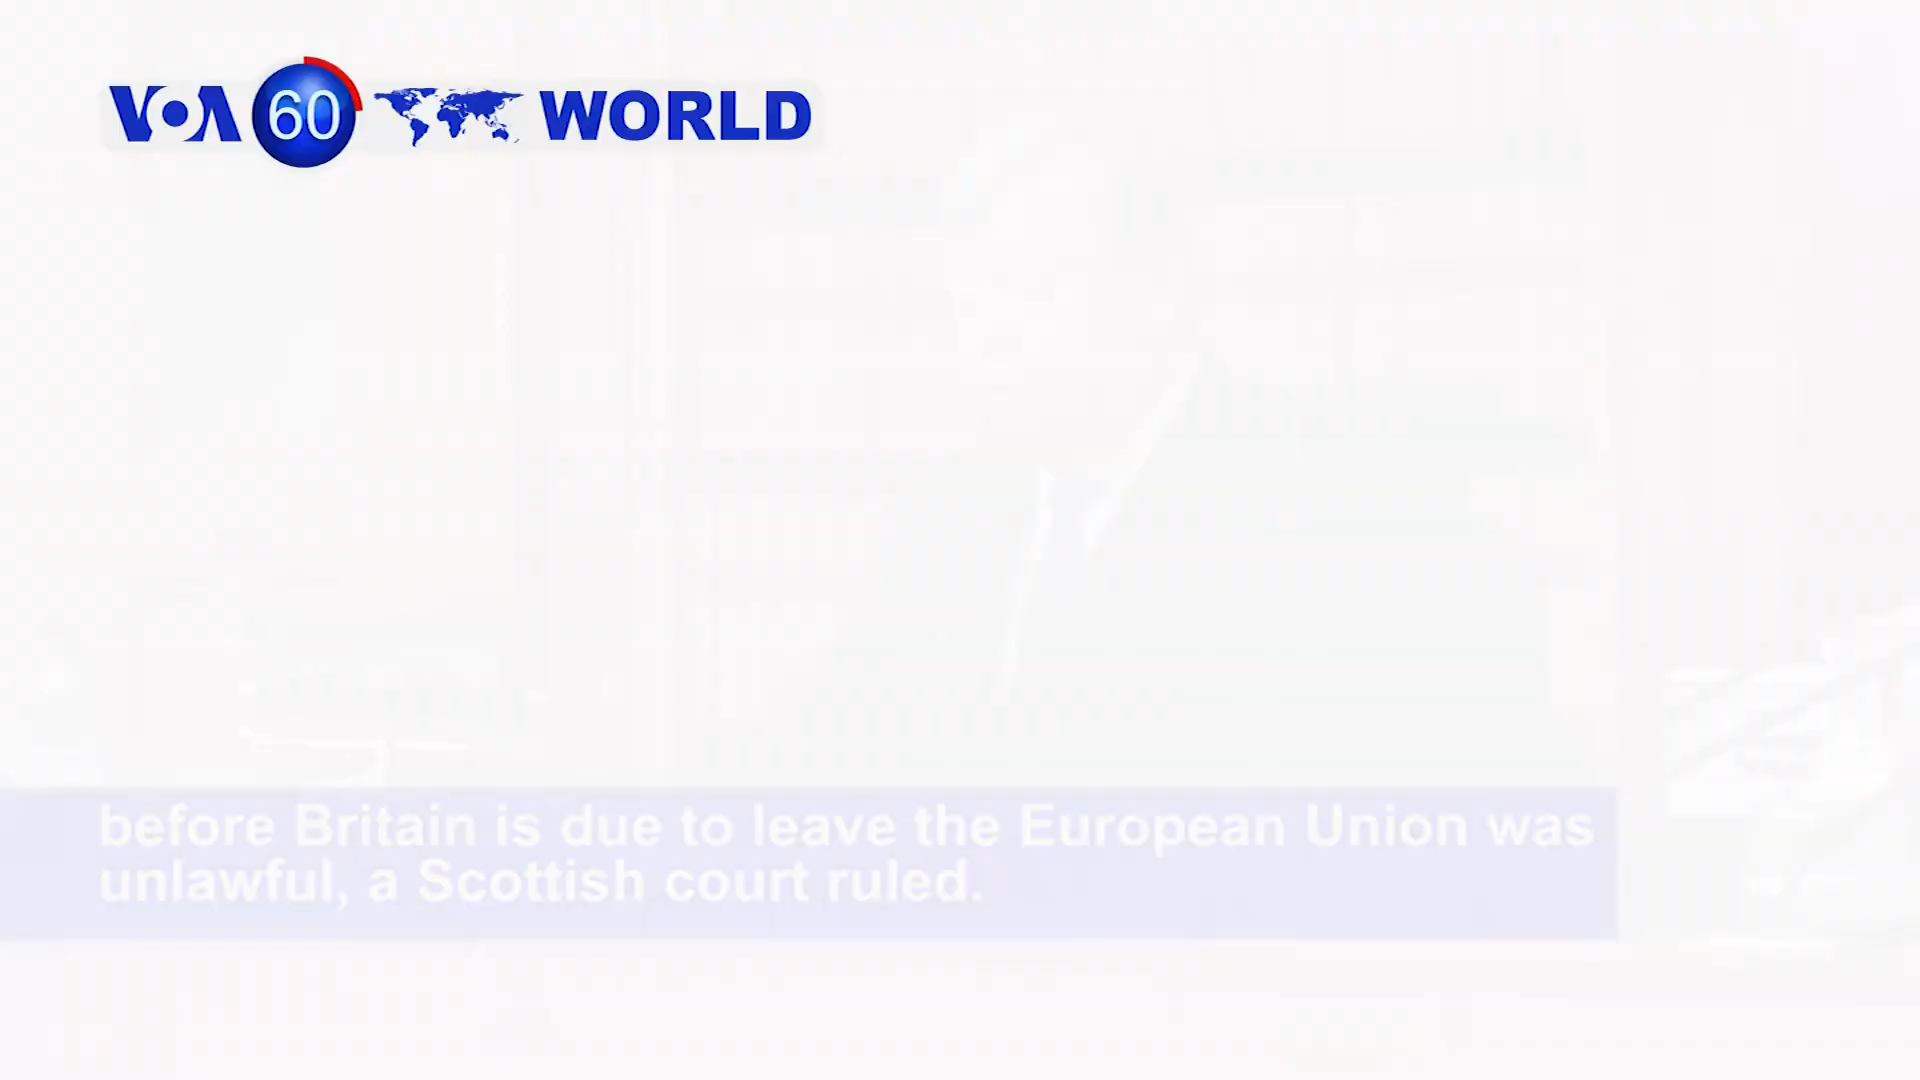 VOA 60 WORLD
before Britain is due to leave the European Union was
unlawful, a Scottish court ruled.